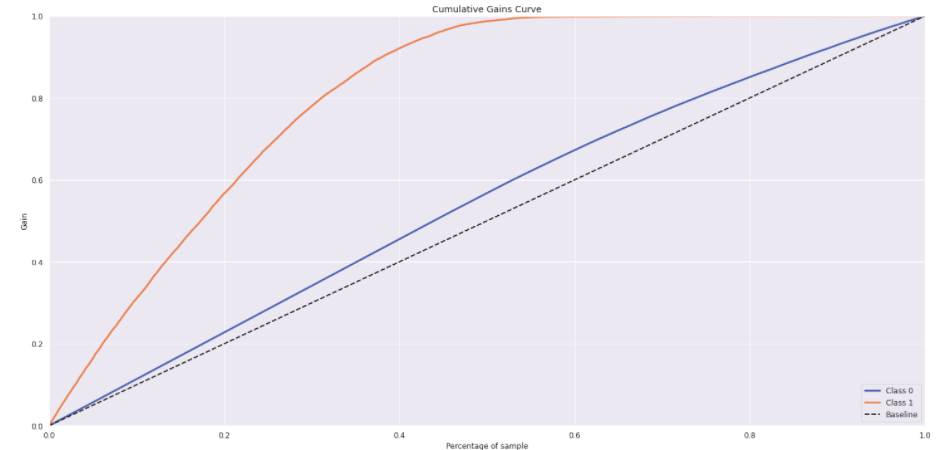 Cumulative Gains Curve
1.0
0.8
0.6
0.4
0.2
0.0
Gain
0.0 0.2 0.4 0.6 0.8 1.0
Percentage of sample
Class 0
Class 1
Baseline